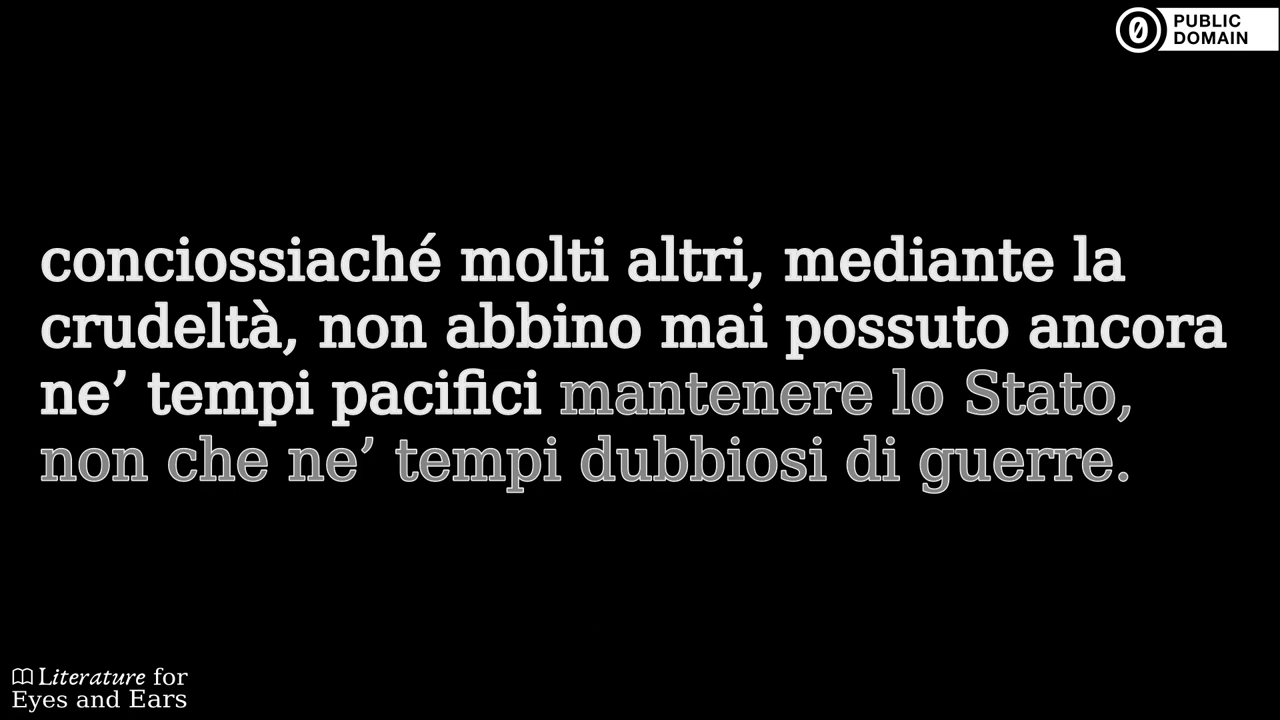 PUBLIC
DOMAIN
conciossiaché molti altri, mediante la
crudeltà, non abbino mai possuto ancora
ne’ tempi pacifici mantenere lo Stato,
non che ne’ tempi dubbiosi di guerre.
Literature for
Eyes and Ears